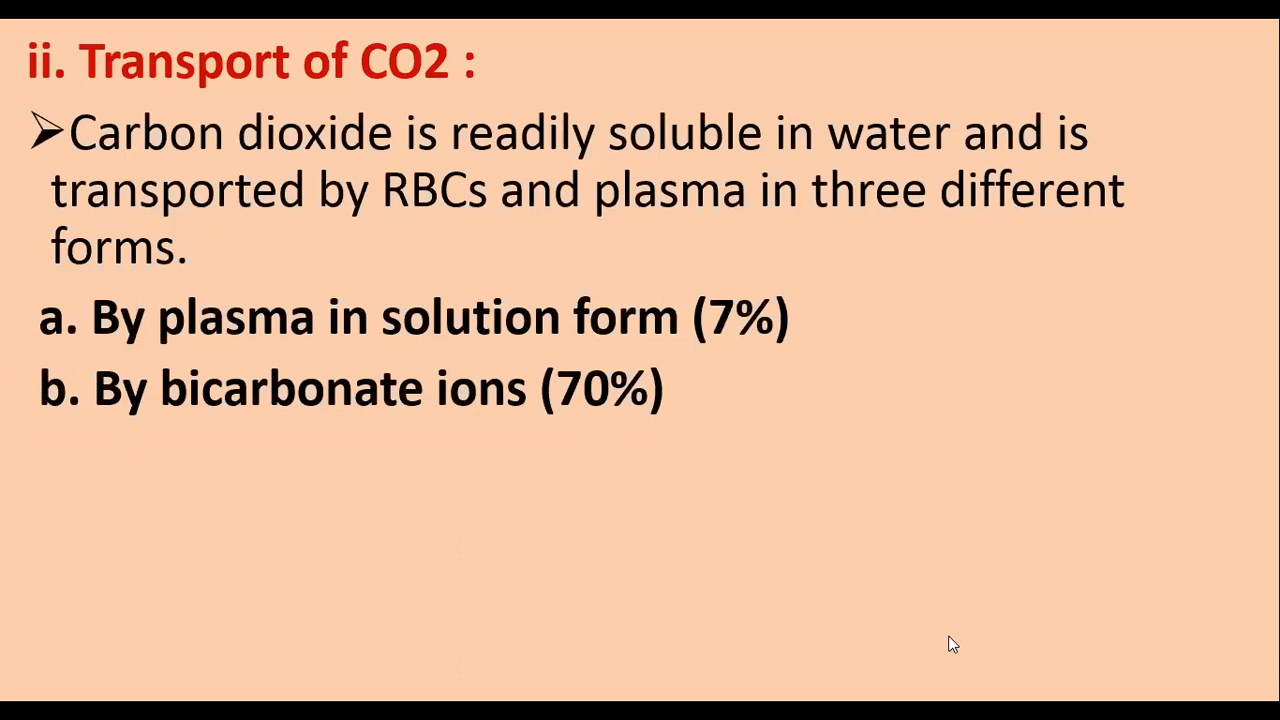 ii. Transport of CO2 :
➢Carbon dioxide is readily soluble in water and is
transported by RBCs and plasma in three different
forms.
a. By plasma in solution form (7%)
b. By bicarbonate ions (70%)